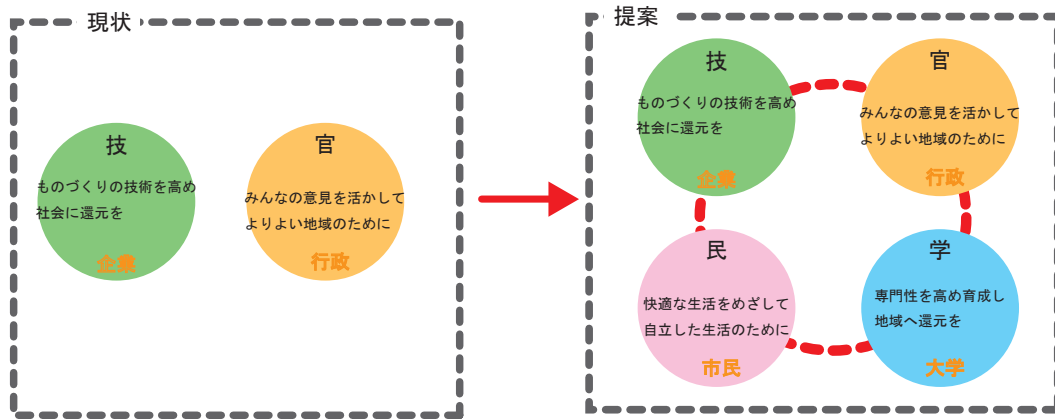 現状
技
ものづくりの技術を高め
社会に還元を
企業
官
みんなの意見を活かして
よりよい地域のために
行政
提案
技
ものづくりの技術を高め
社会に還元を
企業
官
みんなの意見を活かして
よりよい地域のために
行政
民
快適な生活をめざして
自立した生活のために
市民
学
専門性を高め育成し
地域へ還元を
大学